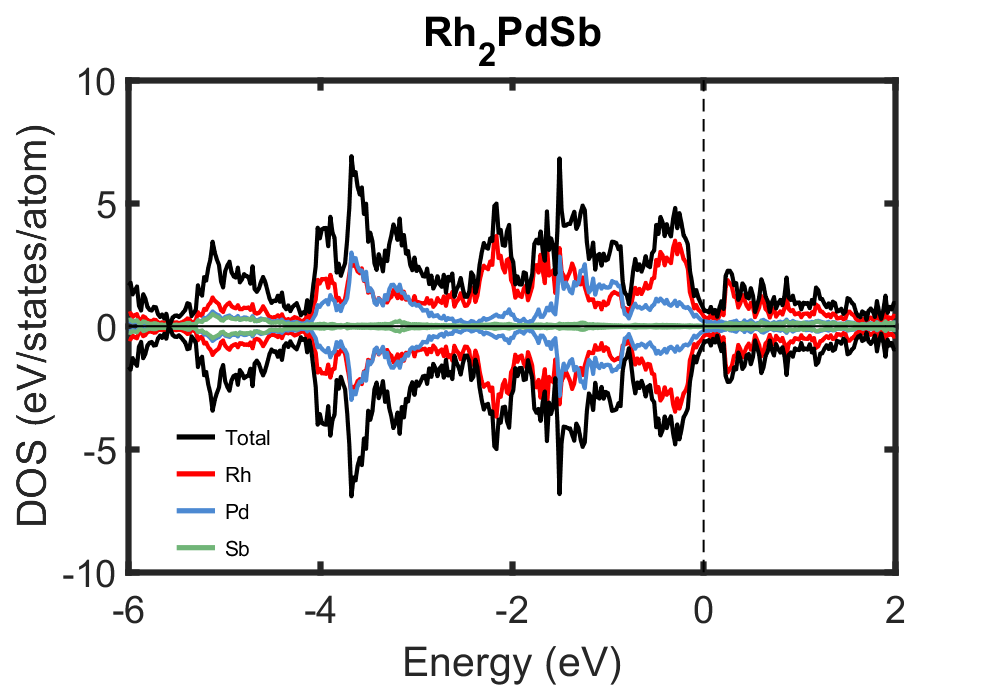 Rh2PdSb
DOS (eV/states/atom)
10
5
0
-5
-10
Total
Rh
Pd
Sb
-6 -4 -2 0 2
Energy (eV)